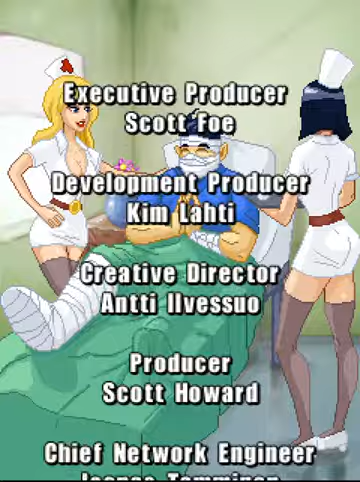 Executive Producer
Scott Foe
Development Producer
Kim Lahti
Creative Director
Antti Ilvessuo
Producer
Scott Howard
Chief Network Engineer